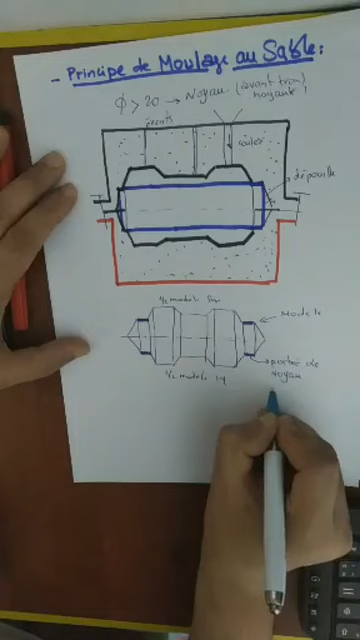 - Principe de Moulage au Sable:
Ø > 20 → Noyau (avant trou)
noyauté
évents
coulée
dépouille
1/2 modèle Sup
Modèle
portée de
Noyau
1/2 modèle inf